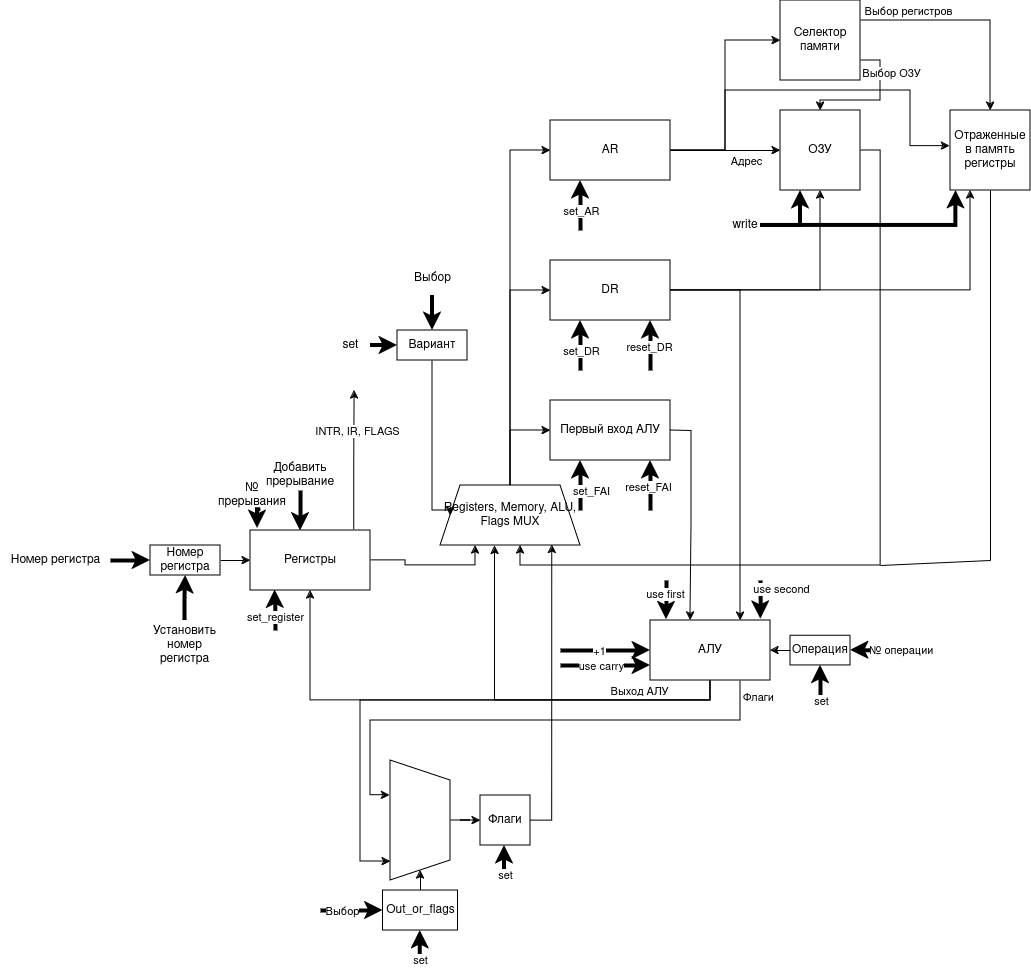 Выбор регистров
Селектор
памяти
Выбор ОЗУ
AR
Адрес
ОЗУ
Отраженные
в память
регистры
set_AR
write
Выбор
DR
set
Вариант
set_DR
reset_DR
INTR, IR, FLAGS
Первый вход АЛУ
Добавить
прерывание
№
прерывания
set_FAI
reset_FAI
Registers, Memory, ALU,
Flags MUX
Номер регистра
Номер
регистра
Регистры
set_register
Установить
номер
регистра
use first
use second
+1
use carry
АЛУ
Операция
№ операции
set
Выход АЛУ
Флаги
Флаги
set
Выбор
Out_or_flags
set